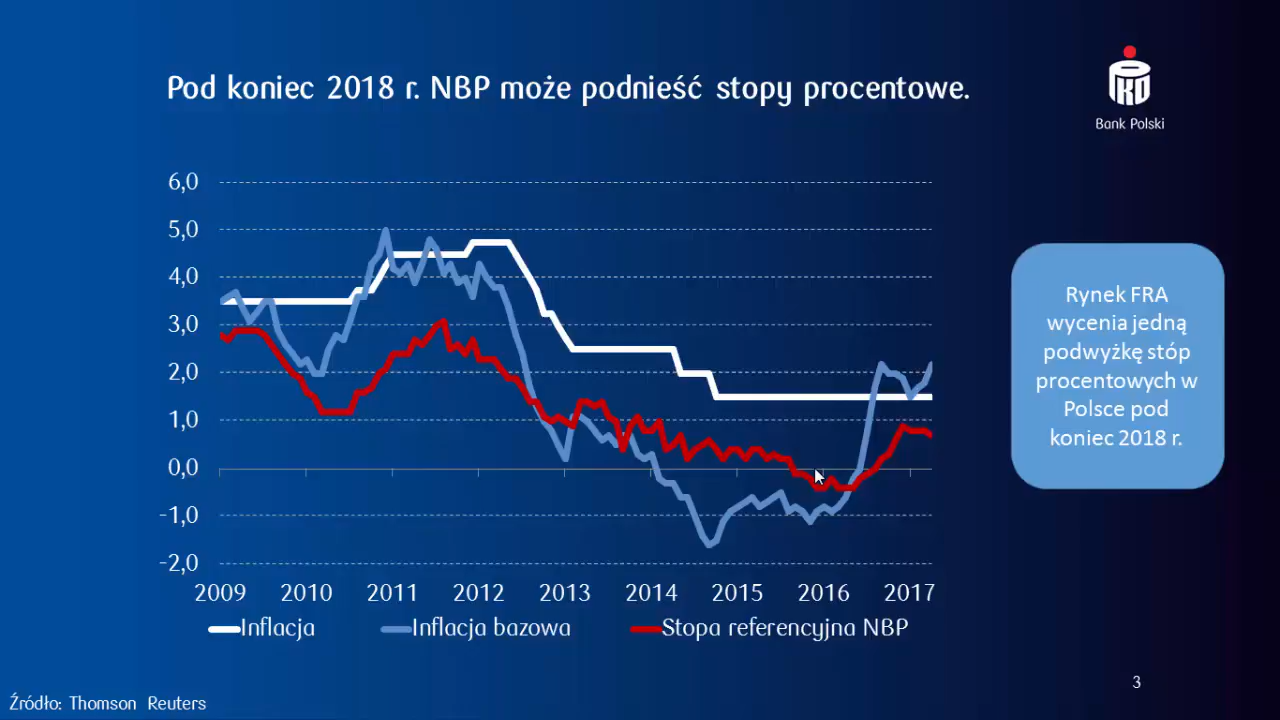 Pod koniec 2018 r. NBP może podnieść stopy procentowe.
PKO
Bank Polski
6,0
5,0
4,0
3,0
2,0
1,0
0,0
-1,0
-2,0
2009 2010 2011 2012 2013 2014 2015 2016 2017
Inflacja Inflacja bazowa Stopa referencyjna NBP
Rynek FRA
wycenia jedną
podwyżkę stóp
procentowych w
Polsce pod
koniec 2018 r.
3
Źródło: Thomson Reuters